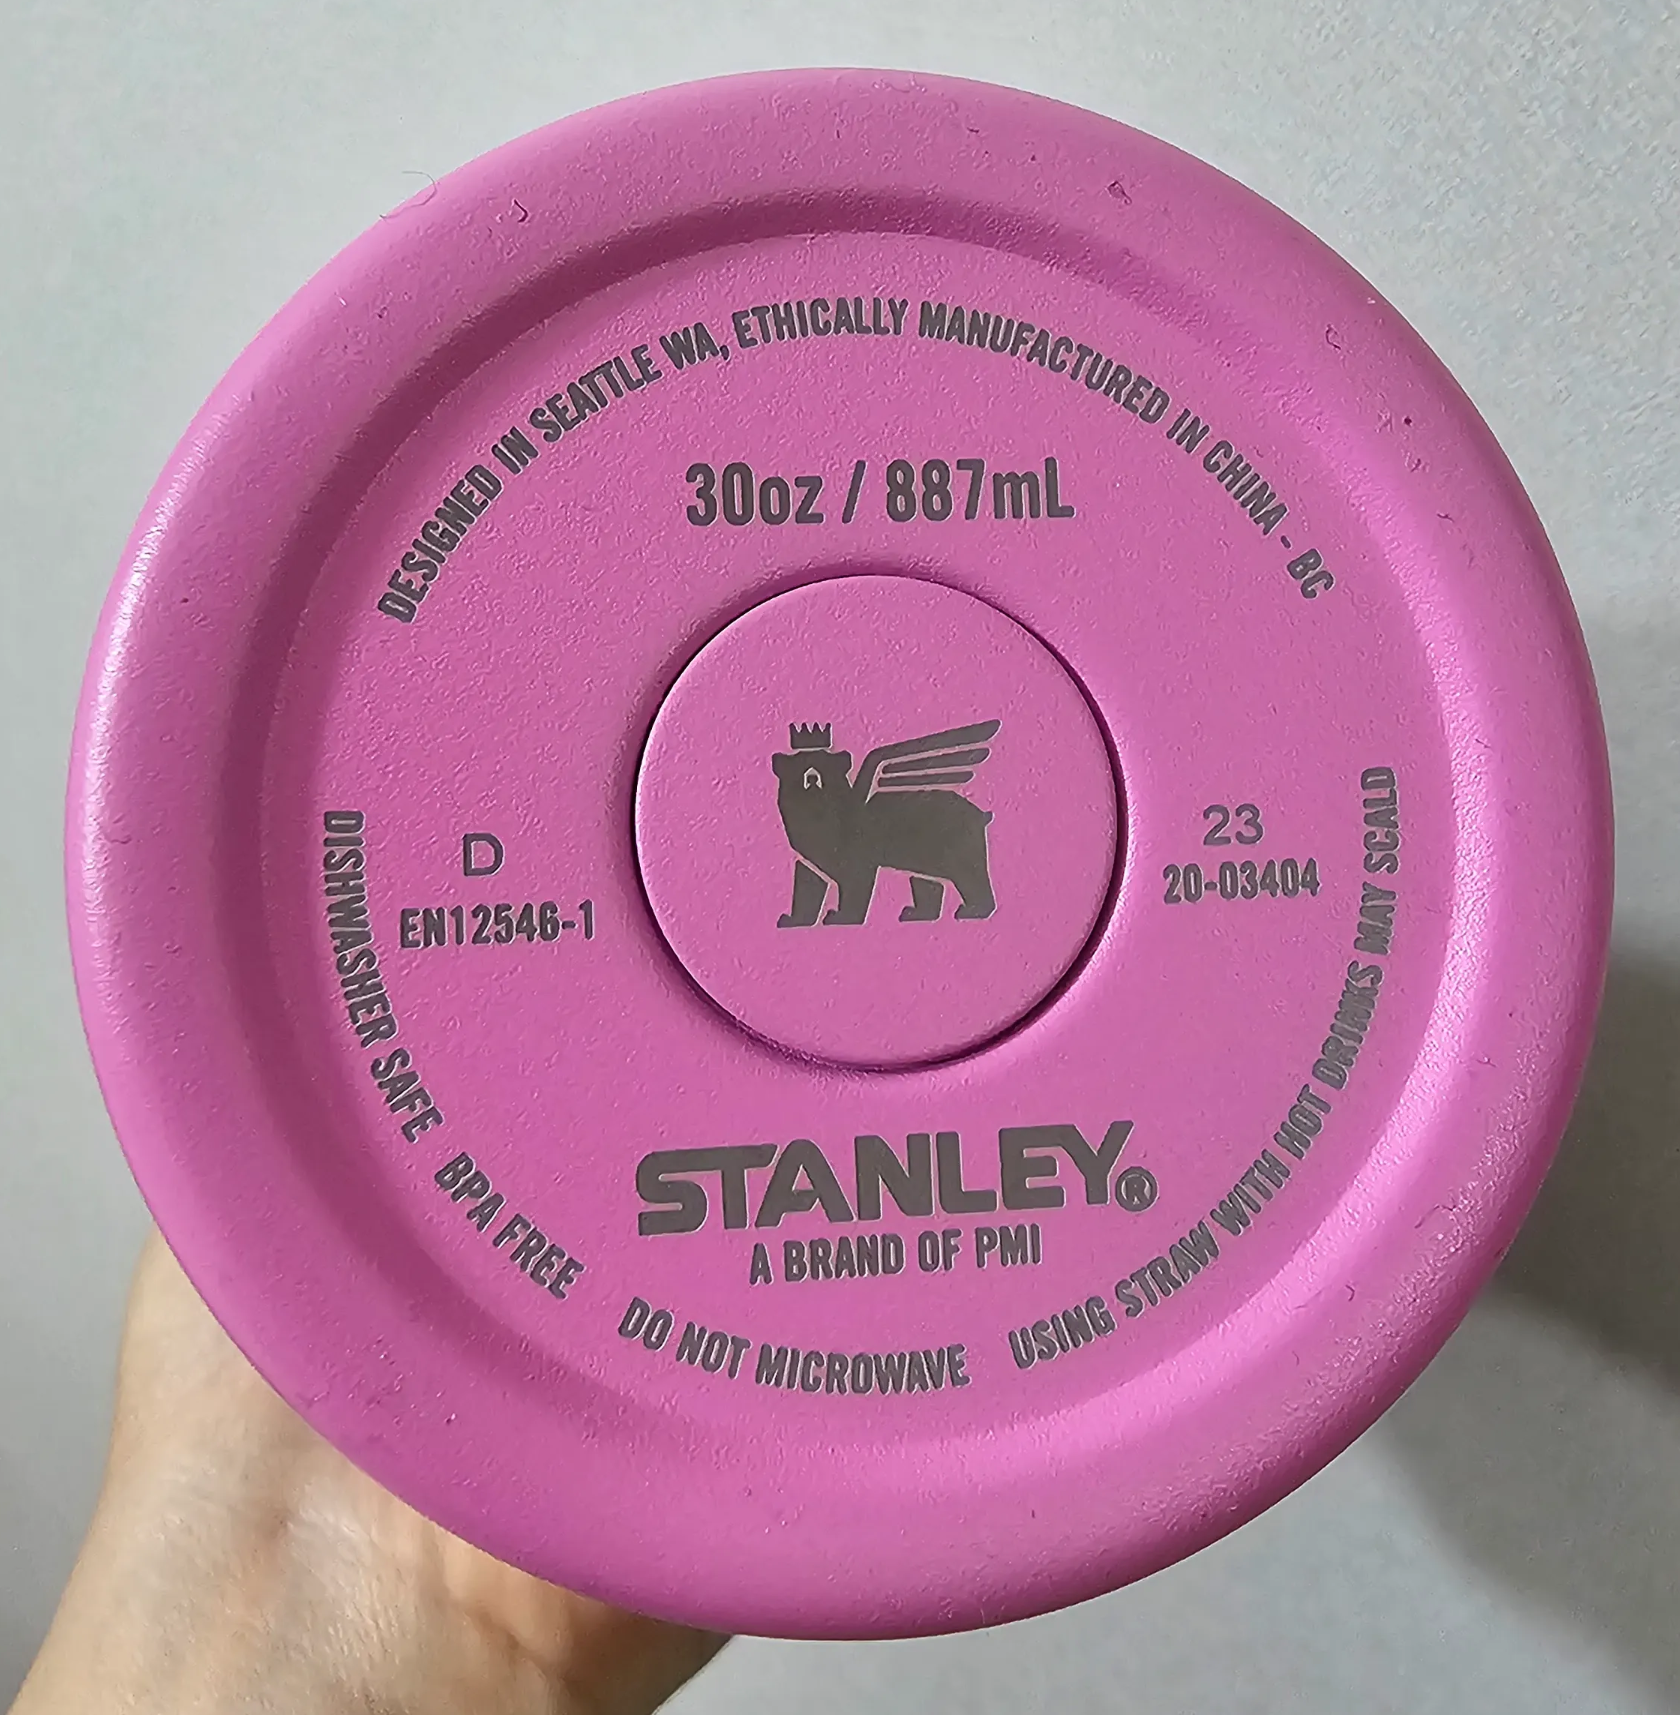 DESIGNED IN SEATTLE WA, ETHICALLY MANUFACTURED IN CHINA - BC
30oz / 887mL
D
EN12546-1
23
20-03404
STANLEY®
A BRAND OF PMI
DISHWASHER SAFE BPA FREE DO NOT MICROWAVE USING STRAW WITH HOT DRINKS MAY SCALD